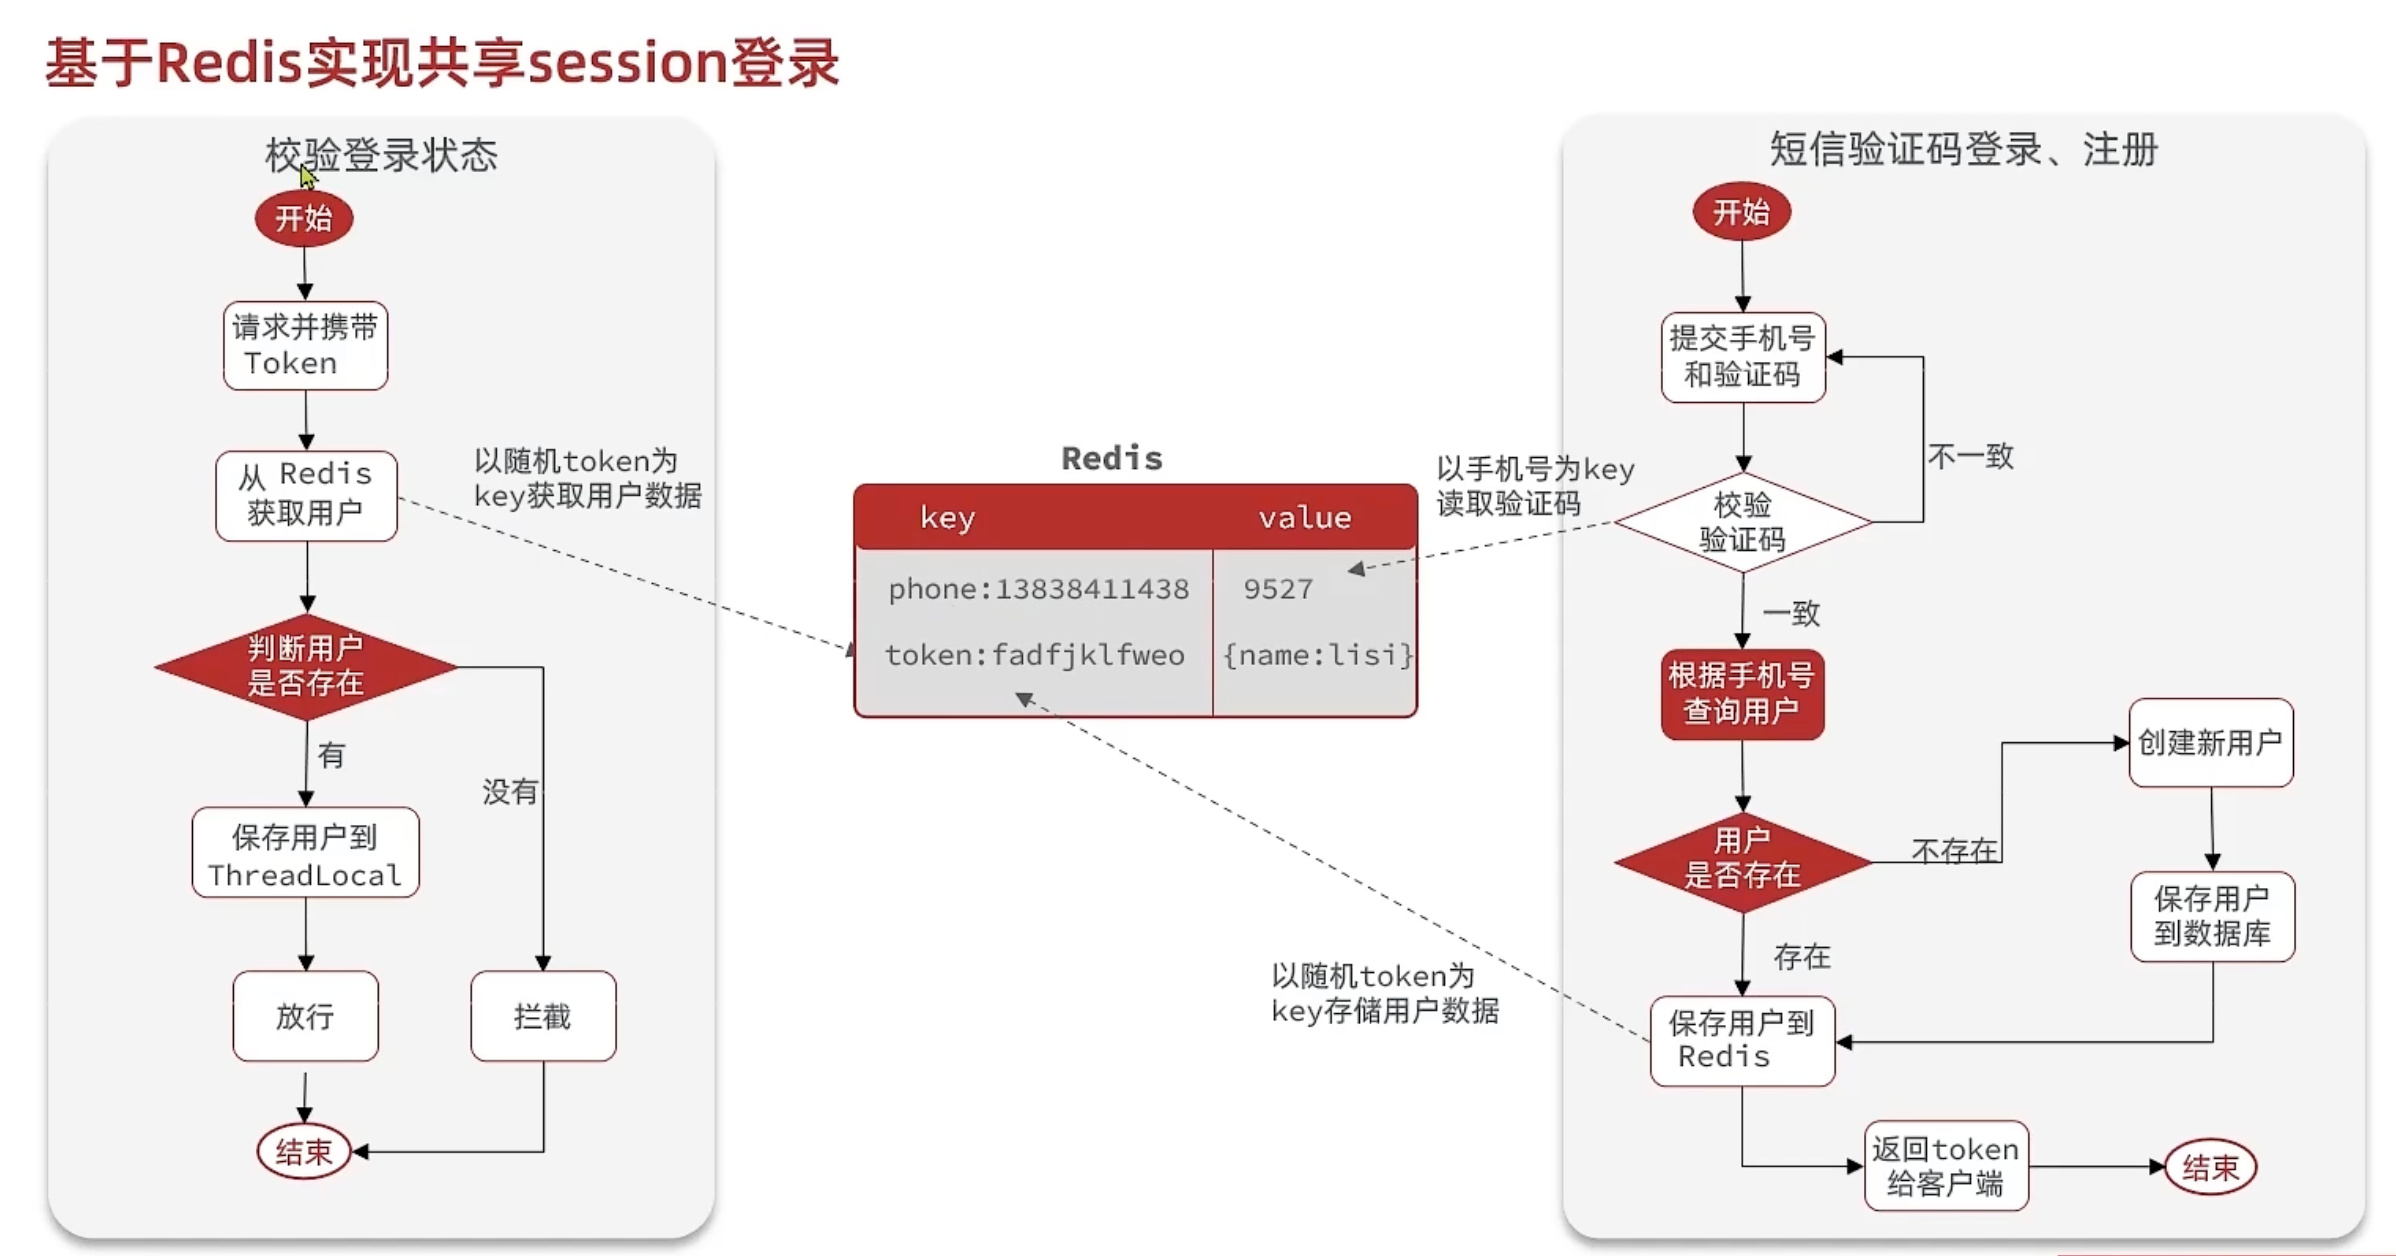 基于Redis实现共享session登录
校验登录状态
开始
请求并携带
Token
从 Redis
获取用户
以随机token为
key获取用户数据
判断用户
是否存在
有
没有
保存用户到
ThreadLocal
放行
拦截
结束
Redis
key value
phone:13838411438 9527
token:fadfjklfweo {name:lisi}
以手机号为key
读取验证码
以随机token为
key存储用户数据
短信验证码登录、注册
开始
提交手机号
和验证码
不一致
校验
验证码
一致
根据手机号
查询用户
用户
是否存在
不存在
创建新用户
保存用户
到数据库
存在
保存用户到
Redis
返回token
给客户端
结束